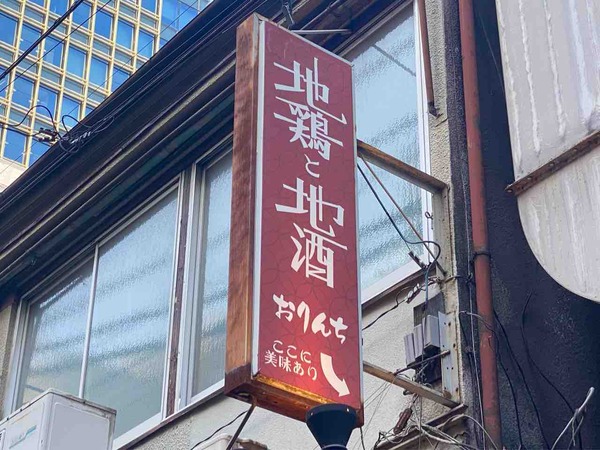 地鶏と地酒
おりんち
ここに
美味あり